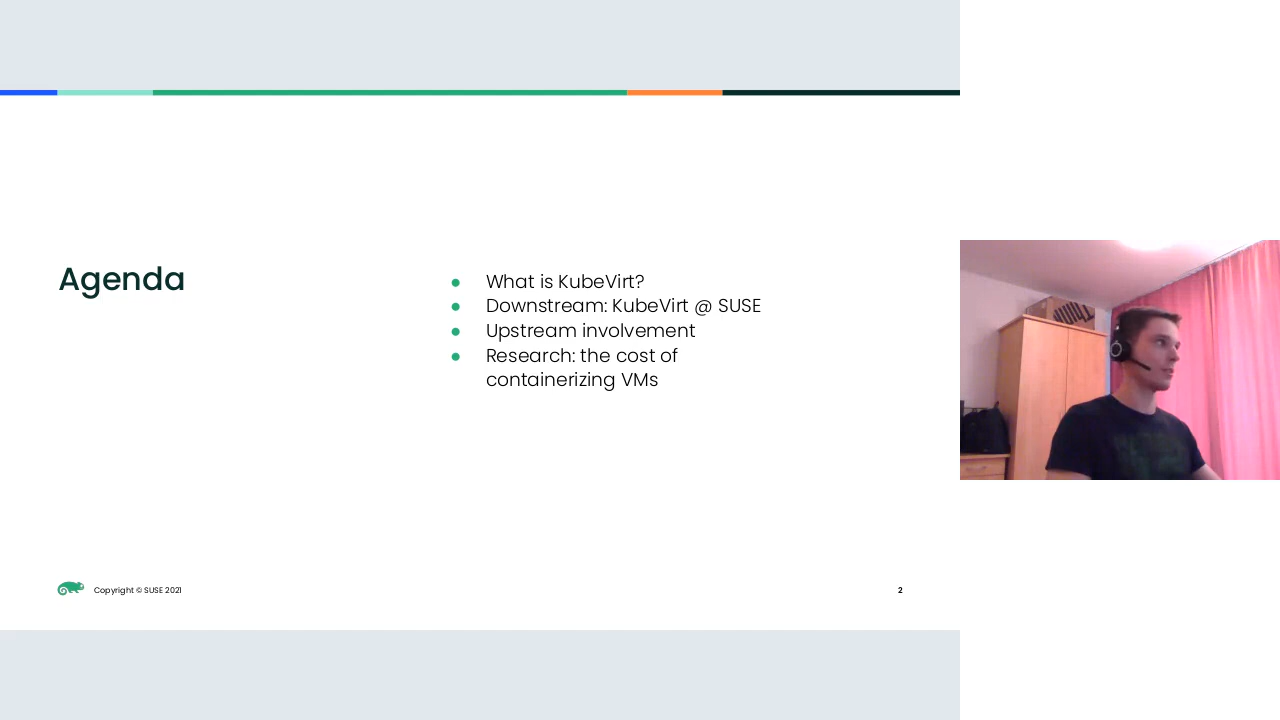 Agenda
What is KubeVirt?
Downstream: KubeVirt @ SUSE
Upstream involvement
Research: the cost of
containerizing VMs
Copyright © SUSE 2021
2